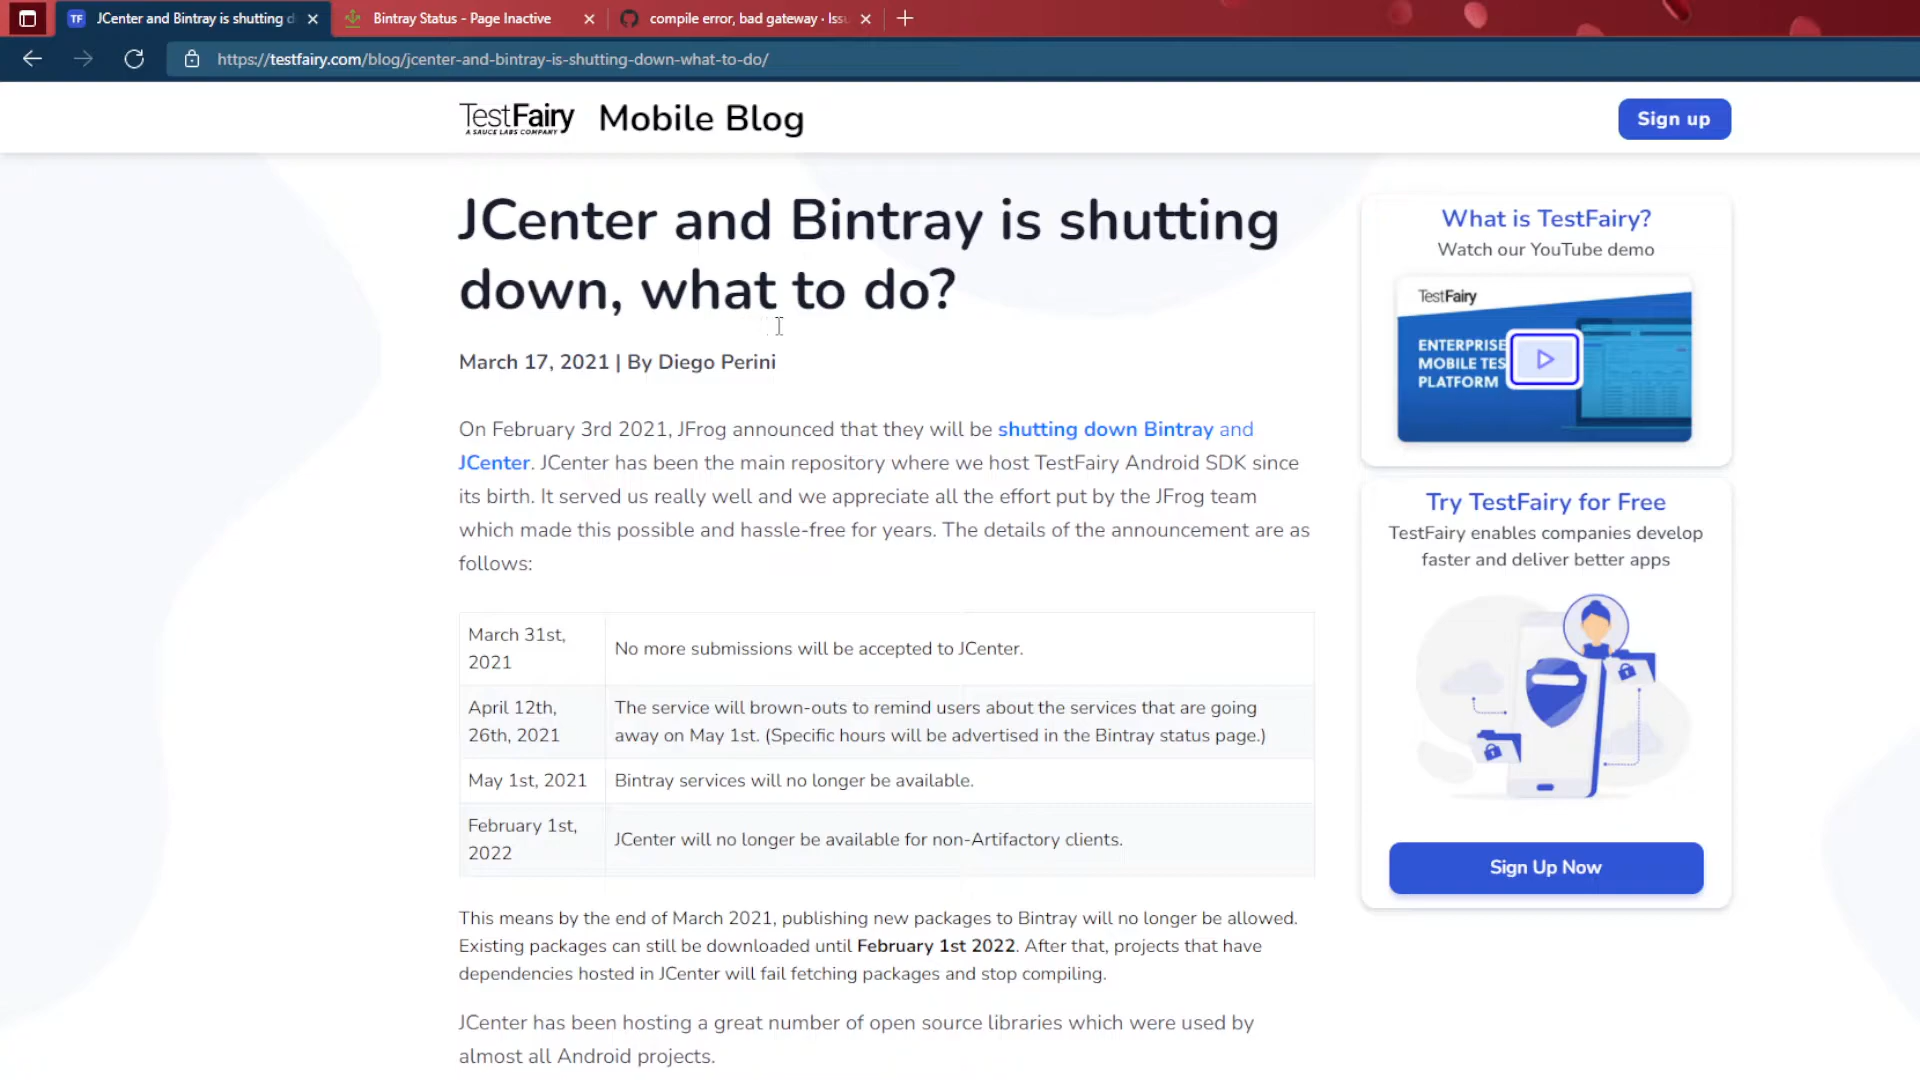 JCenter and Bintray is shutting d
Bintray Status - Page Inactive
compile error, bad gateway · Iss
https://testfairy.com/blog/jcenter-and-bintray-is-shutting-down-what-to-do/
TestFairy
A SAUCE LABS COMPANY
Mobile Blog
Sign up
JCenter and Bintray is shutting
down, what to do?
March 17, 2021 | By Diego Perini
On February 3rd 2021, JFrog announced that they will be shutting down Bintray and
JCenter. JCenter has been the main repository where we host TestFairy Android SDK since
its birth. It served us really well and we appreciate all the effort put by the JFrog team
which made this possible and hassle-free for years. The details of the announcement are as
follows:
March 31st,
2021
No more submissions will be accepted to JCenter.
April 12th,
26th, 2021
The service will brown-outs to remind users about the services that are going
away on May 1st. (Specific hours will be advertised in the Bintray status page.)
May 1st, 2021
Bintray services will no longer be available.
February 1st,
2022
JCenter will no longer be available for non-Artifactory clients.
This means by the end of March 2021, publishing new packages to Bintray will no longer be allowed.
Existing packages can still be downloaded until February 1st 2022. After that, projects that have
dependencies hosted in JCenter will fail fetching packages and stop compiling.
JCenter has been hosting a great number of open source libraries which were used by
almost all Android projects.
What is TestFairy?
Watch our YouTube demo
TestFairy
ENTERPRISE
MOBILE TES
PLATFORM
Try TestFairy for Free
TestFairy enables companies develop
faster and deliver better apps
Sign Up Now